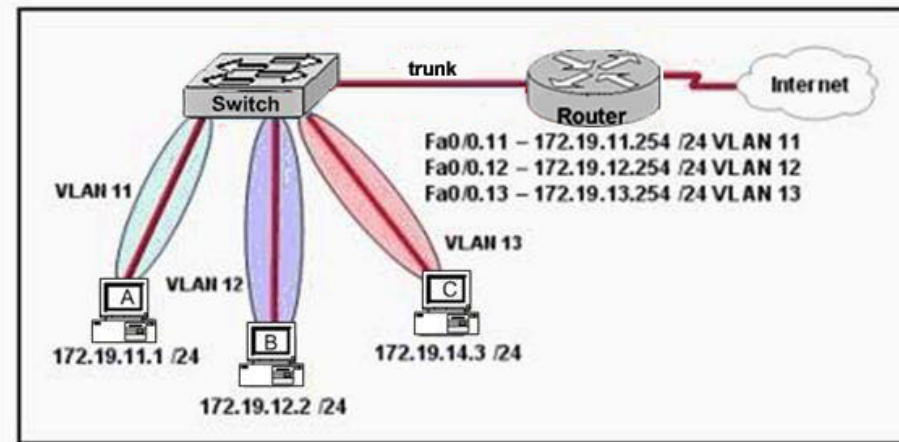 trunk
Switch
Router
Internet
Fa0/0.11 – 172.19.11.254 /24 VLAN 11
Fa0/0.12 – 172.19.12.254 /24 VLAN 12
Fa0/0.13 – 172.19.13.254 /24 VLAN 13
VLAN 11
VLAN 12
VLAN 13
A
172.19.11.1 /24
B
172.19.12.2 /24
C
172.19.14.3 /24